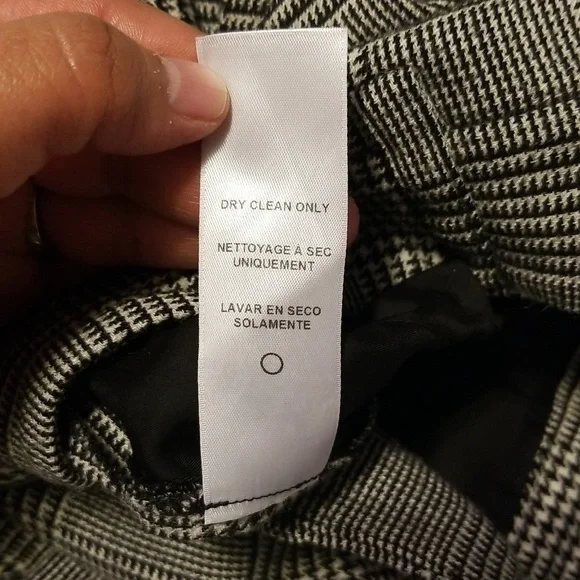 DRY CLEAN ONLY
NETTOYAGE À SEC
UNIQUEMENT
LAVAR EN SECO
SOLAMENTE